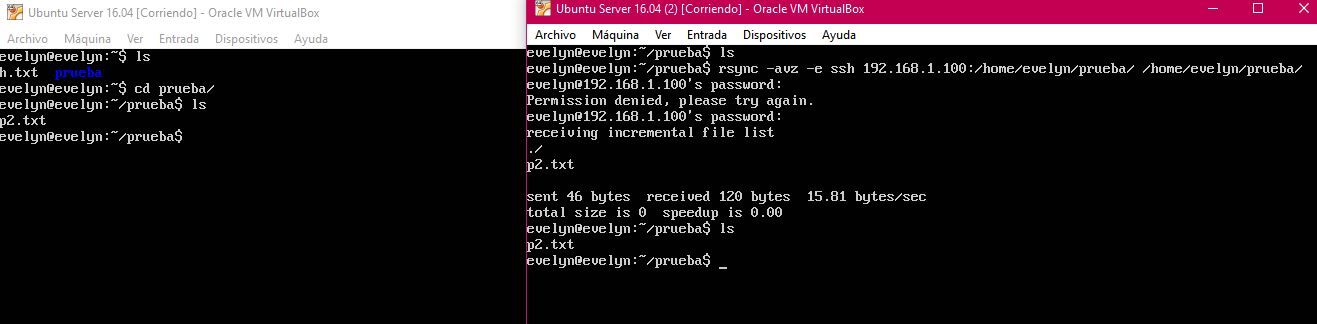 Ubuntu Server 16.04 [Corriendo] - Oracle VM VirtualBox
Archivo Máquina Ver Entrada Dispositivos Ayuda
evelyn@evelyn:~$ ls
h.txt prueba
evelyn@evelyn:~$ cd prueba/
evelyn@evelyn:~/prueba$ ls
p2.txt
evelyn@evelyn:~/prueba$
Ubuntu Server 16.04 (2) [Corriendo] - Oracle VM VirtualBox
Archivo Máquina Ver Entrada Dispositivos Ayuda
evelyn@evelyn:~/prueba$ ls
evelyn@evelyn:~/prueba$ rsync -avz -e ssh 192.168.1.100:/home/evelyn/prueba/ /home/evelyn/prueba/
evelyn@192.168.1.100's password:
Permission denied, please try again.
evelyn@192.168.1.100's password:
receiving incremental file list
./
p2.txt
sent 46 bytes  received 120 bytes  15.81 bytes/sec
total size is 0  speedup is 0.00
evelyn@evelyn:~/prueba$ ls
p2.txt
evelyn@evelyn:~/prueba$ _